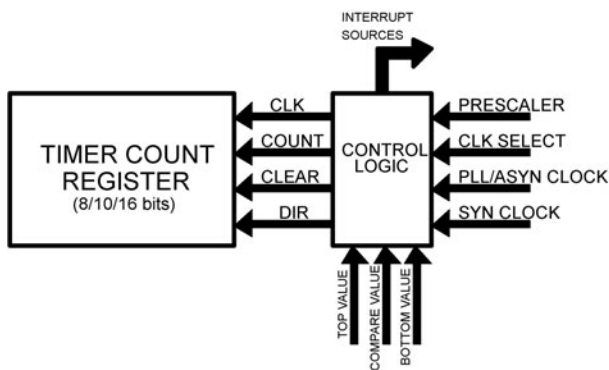 INTERRUPT
SOURCES
TIMER COUNT
REGISTER
(8/10/16 bits)
CLK
COUNT
CLEAR
DIR
CONTROL
LOGIC
PRESCALER
CLK SELECT
PLL/ASYN CLOCK
SYN CLOCK
TOP VALUE
COMPARE VALUE
BOTTOM VALUE